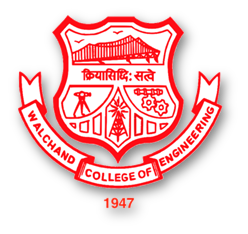 क्रियासिद्धि: सत्वे
WALCHAND COLLEGE OF ENGINEERING
1947